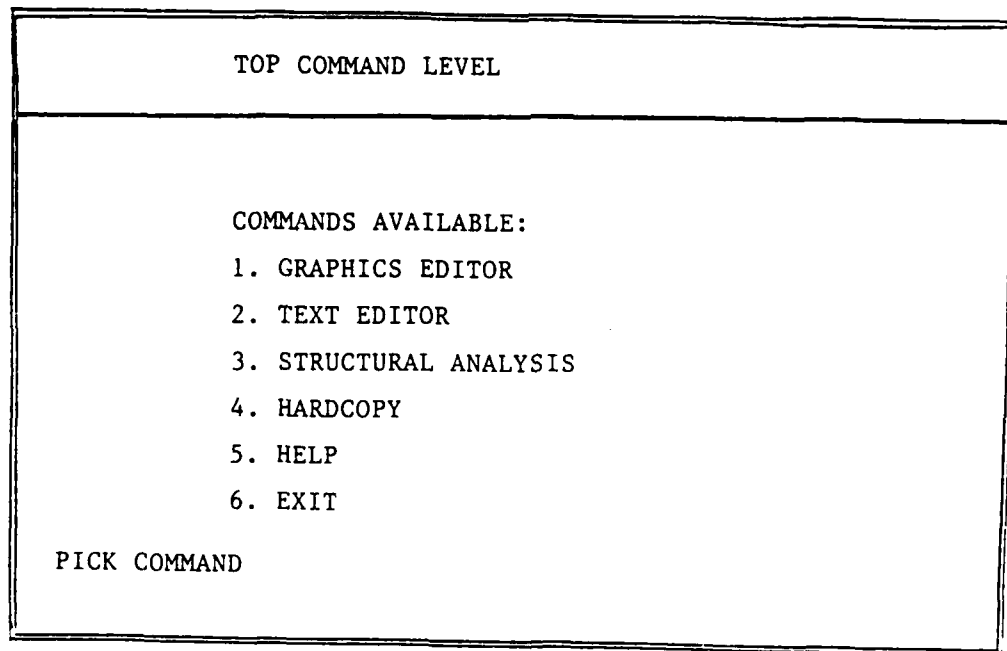 TOP COMMAND LEVEL
COMMANDS AVAILABLE:
1. GRAPHICS EDITOR
2. TEXT EDITOR
3. STRUCTURAL ANALYSIS
4. HARDCOPY
5. HELP
6. EXIT
PICK COMMAND